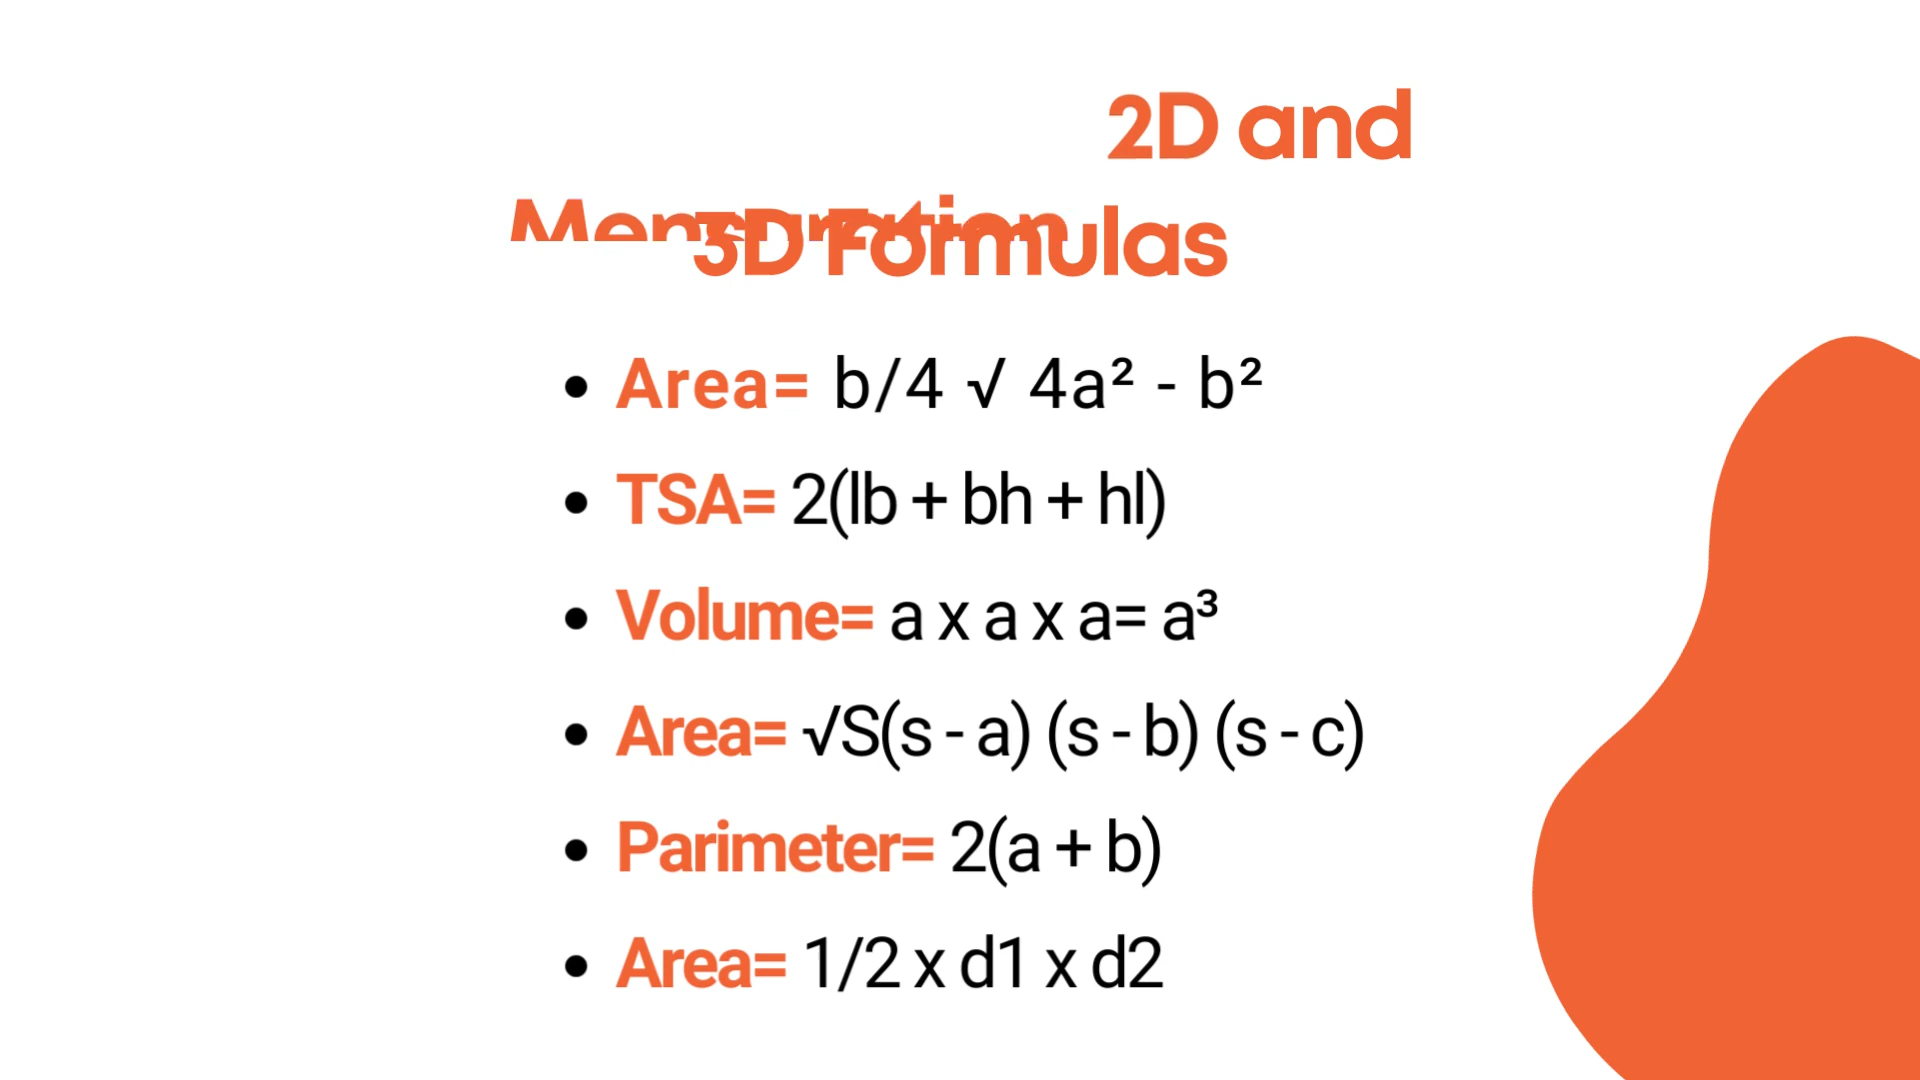 2D and
Mensuration
3D Formulas
Area= b/4 √ 4a² - b²
TSA= 2(lb + bh + hl)
Volume= a x a x a= a³
Area= √S(s - a) (s - b) (s - c)
Parimeter= 2(a + b)
Area= 1/2 x d1 x d2